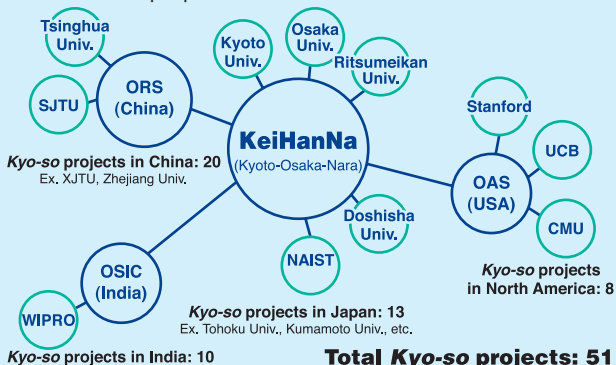 Tsinghua
Univ.
SJTU
ORS
(China)
Kyo-so projects in China: 20
Ex. XJTU, Zhejiang Univ.
Kyoto
Univ.
Osaka
Univ.
Ritsumeikan
Univ.
KeiHanNa
(Kyoto-Osaka-Nara)
Doshisha
Univ.
NAIST
Kyo-so projects in Japan: 13
Ex. Tohoku Univ., Kumamoto Univ., etc.
Stanford
UCB
OAS
(USA)
CMU
Kyo-so projects
in North America: 8
OSIC
(India)
WIPRO
Kyo-so projects in India: 10
Total Kyo-so projects: 51